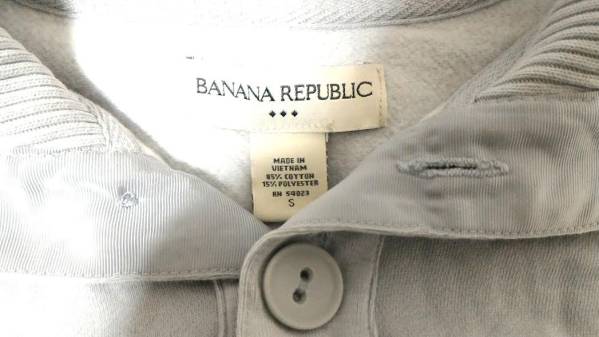 BANANA REPUBLIC
MADE IN
VIETNAM
85% COTTON
15% POLYESTER
RN 54023
S